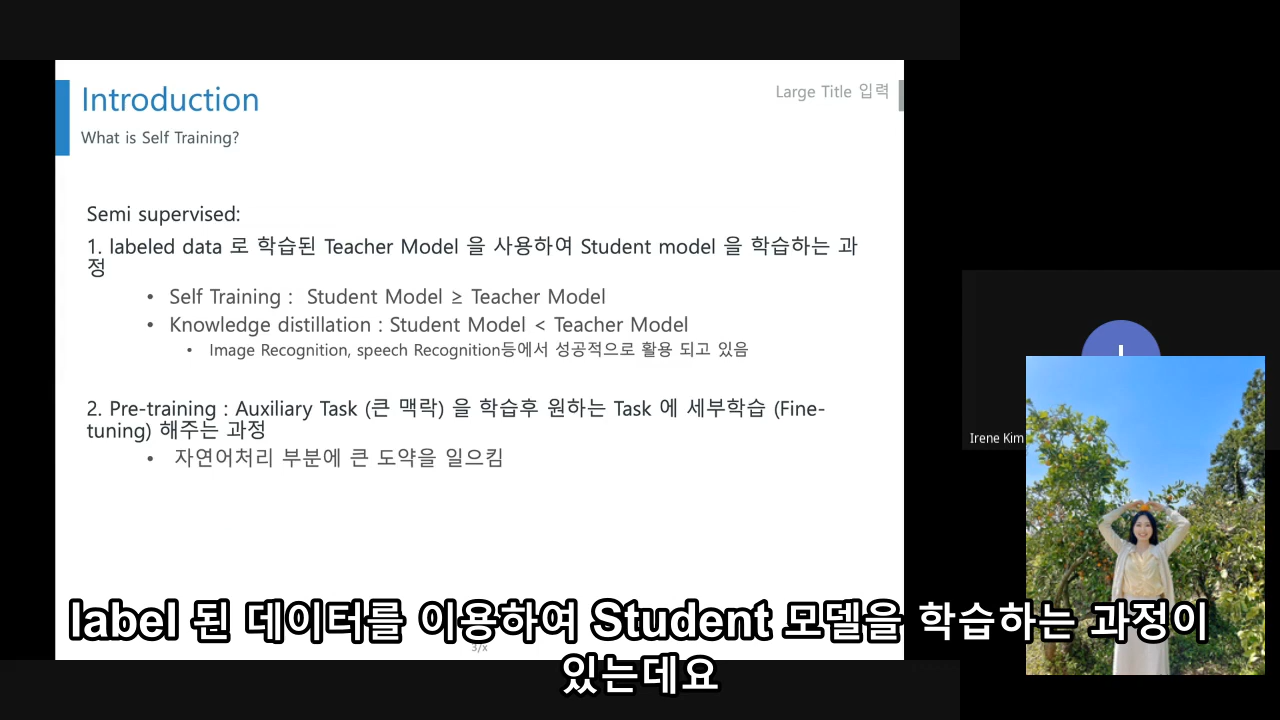 Introduction
Large Title 입력
What is Self Training?
Semi supervised:
1. labeled data 로 학습된 Teacher Model 을 사용하여 Student model 을 학습하는 과
정
• Self Training : Student Model ≥ Teacher Model
• Knowledge distillation : Student Model < Teacher Model
• Image Recognition, speech Recognition등에서 성공적으로 활용 되고 있음
2. Pre-training : Auxiliary Task (큰 맥락) 을 학습후 원하는 Task 에 세부학습 (Fine-
tuning) 해주는 과정
• 자연어처리 부분에 큰 도약을 일으킴
3/x
I
Irene Kim
label 된 데이터를 이용하여 Student 모델을 학습하는 과정이
있는데요